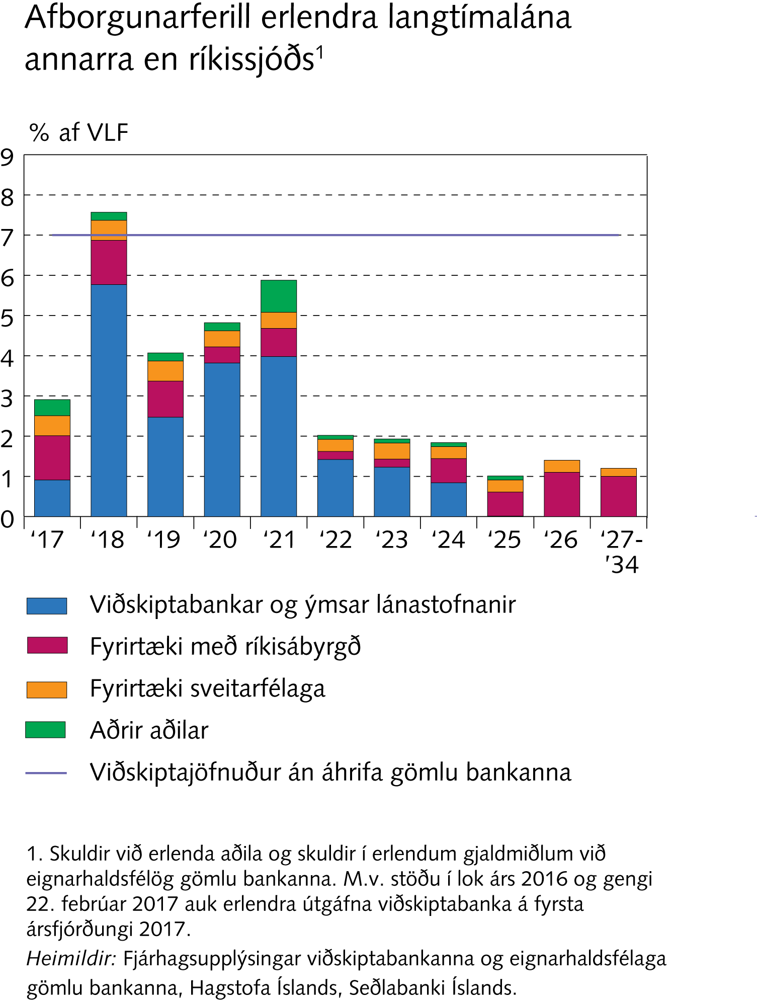 Afborgunarferill erlendra langtímalána
annarra en ríkissjóðs¹
% af VLF
9
8
7
6
5
4
3
2
1
0
‘17 ‘18 ‘19 ‘20 ‘21 ‘22 ‘23 ‘24 ‘25 ‘26 ‘27-
’34
Viðskiptabankar og ýmsar lánastofnanir
Fyrirtæki með ríkisábyrgð
Fyrirtæki sveitarfélaga
Aðrir aðilar
Viðskiptajöfnuður án áhrifa gömlu bankanna
1. Skuldir við erlenda aðila og skuldir í erlendum gjaldmiðlum við
eignarhaldsfélög gömlu bankanna. M.v. stöðu í lok árs 2016 og gengi
22. febrúar 2017 auk erlendra útgáfna viðskiptabanka á fyrsta
ársfjórðungi 2017.
Heimildir: Fjárhagsupplýsingar viðskiptabankanna og eignarhaldsfélaga
gömlu bankanna, Hagstofa Íslands, Seðlabanki Íslands.